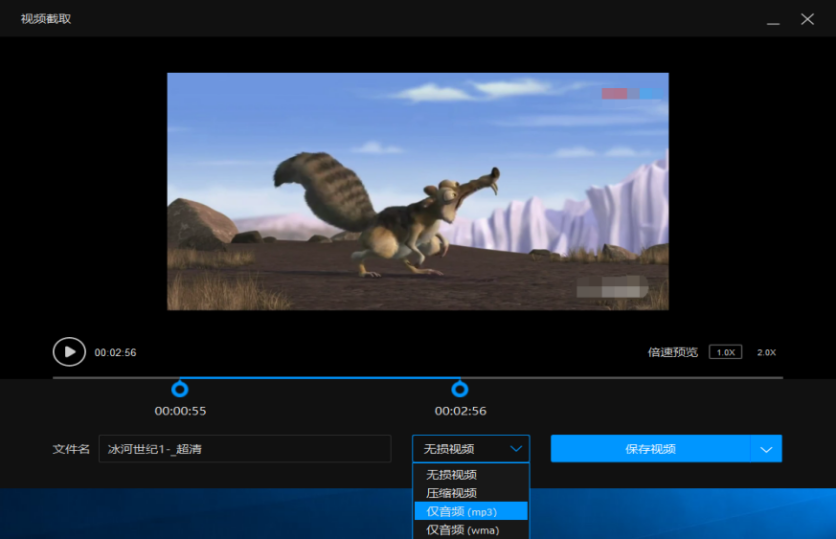 视频截取
00:02:56
倍速预览 1.0X 2.0X
00:00:55 00:02:56
文件名 冰河世纪1-_超清 无损视频 保存视频
无损视频
压缩视频
仅音频 (mp3)
仅音频 (wma)